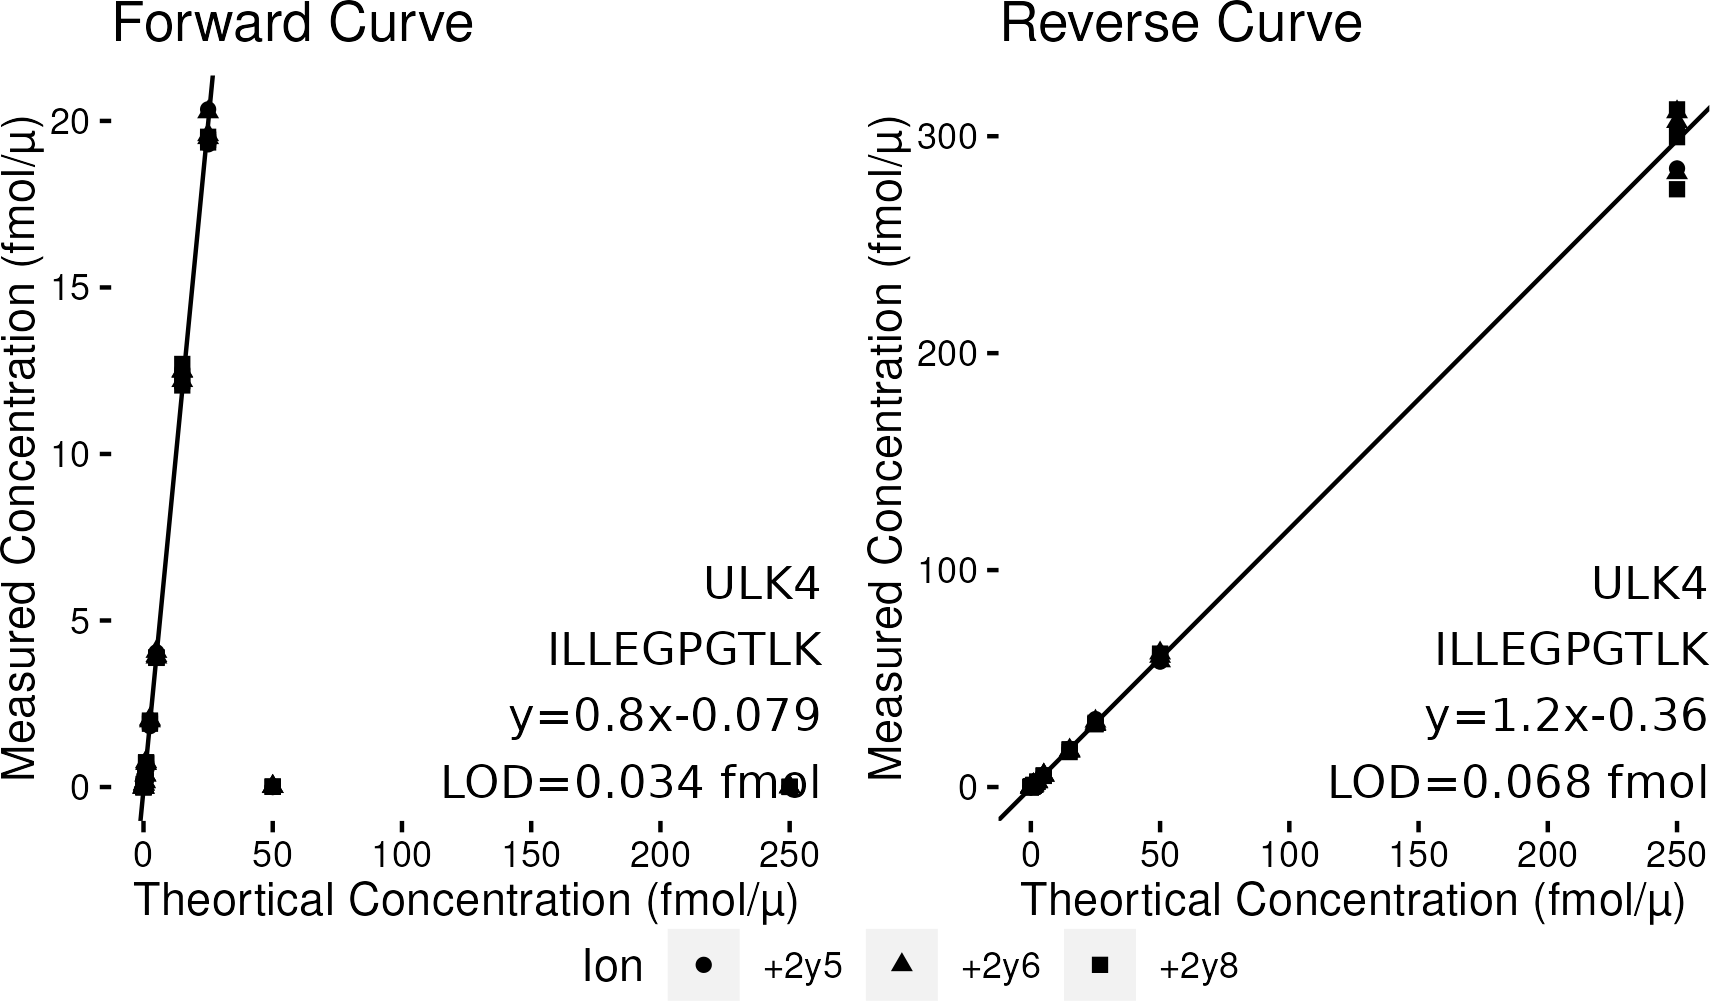 Forward Curve
Measured Concentration (fmol/μ)
20
15
10
5
0
ULK4
ILLEGPGTLK
y=0.8x-0.079
LOD=0.034 fmol
0 50 100 150 200 250
Theortical Concentration (fmol/μ)
Reverse Curve
Measured Concentration (fmol/μ)
300
200
100
0
ULK4
ILLEGPGTLK
y=1.2x-0.36
LOD=0.068 fmol
0 50 100 150 200 250
Theortical Concentration (fmol/μ)
Ion +2y5 +2y6 +2y8